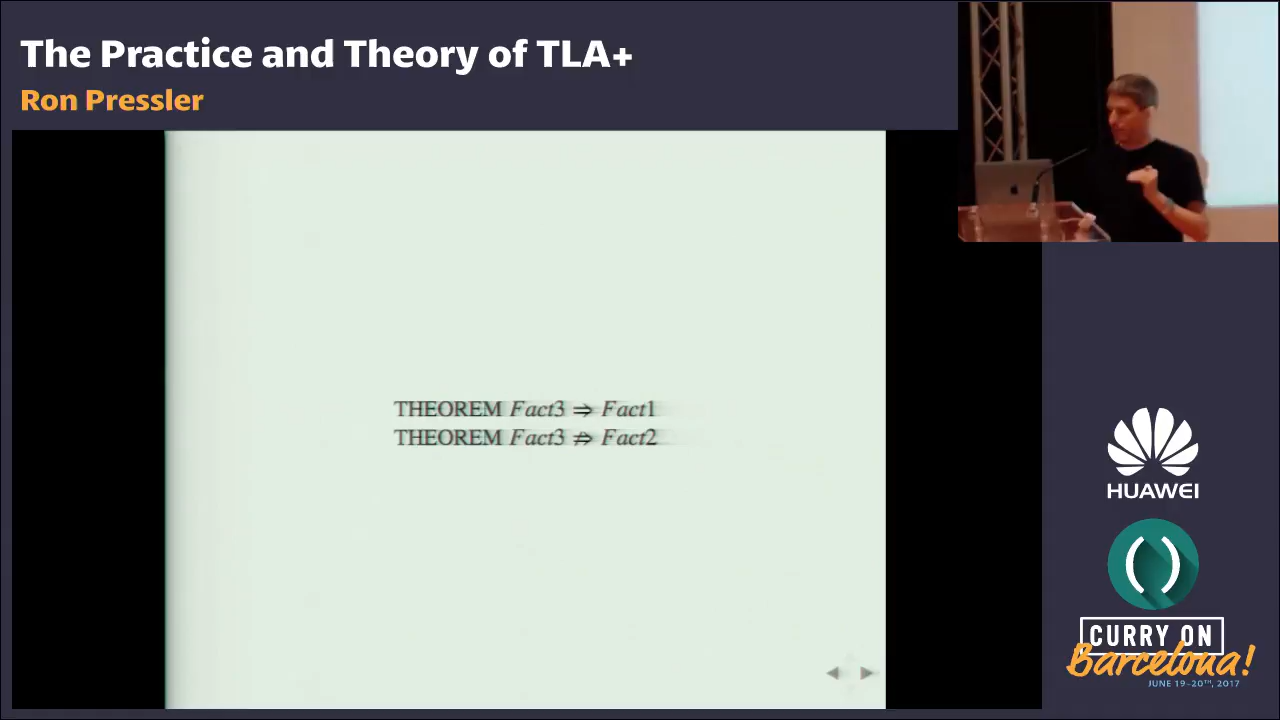 The Practice and Theory of TLA+
Ron Pressler
THEOREM Fact3 ⇒ Fact1
THEOREM Fact3 ⇏ Fact2
HUAWEI
CURRY ON
Barcelona!
JUNE 19-20TH, 2017